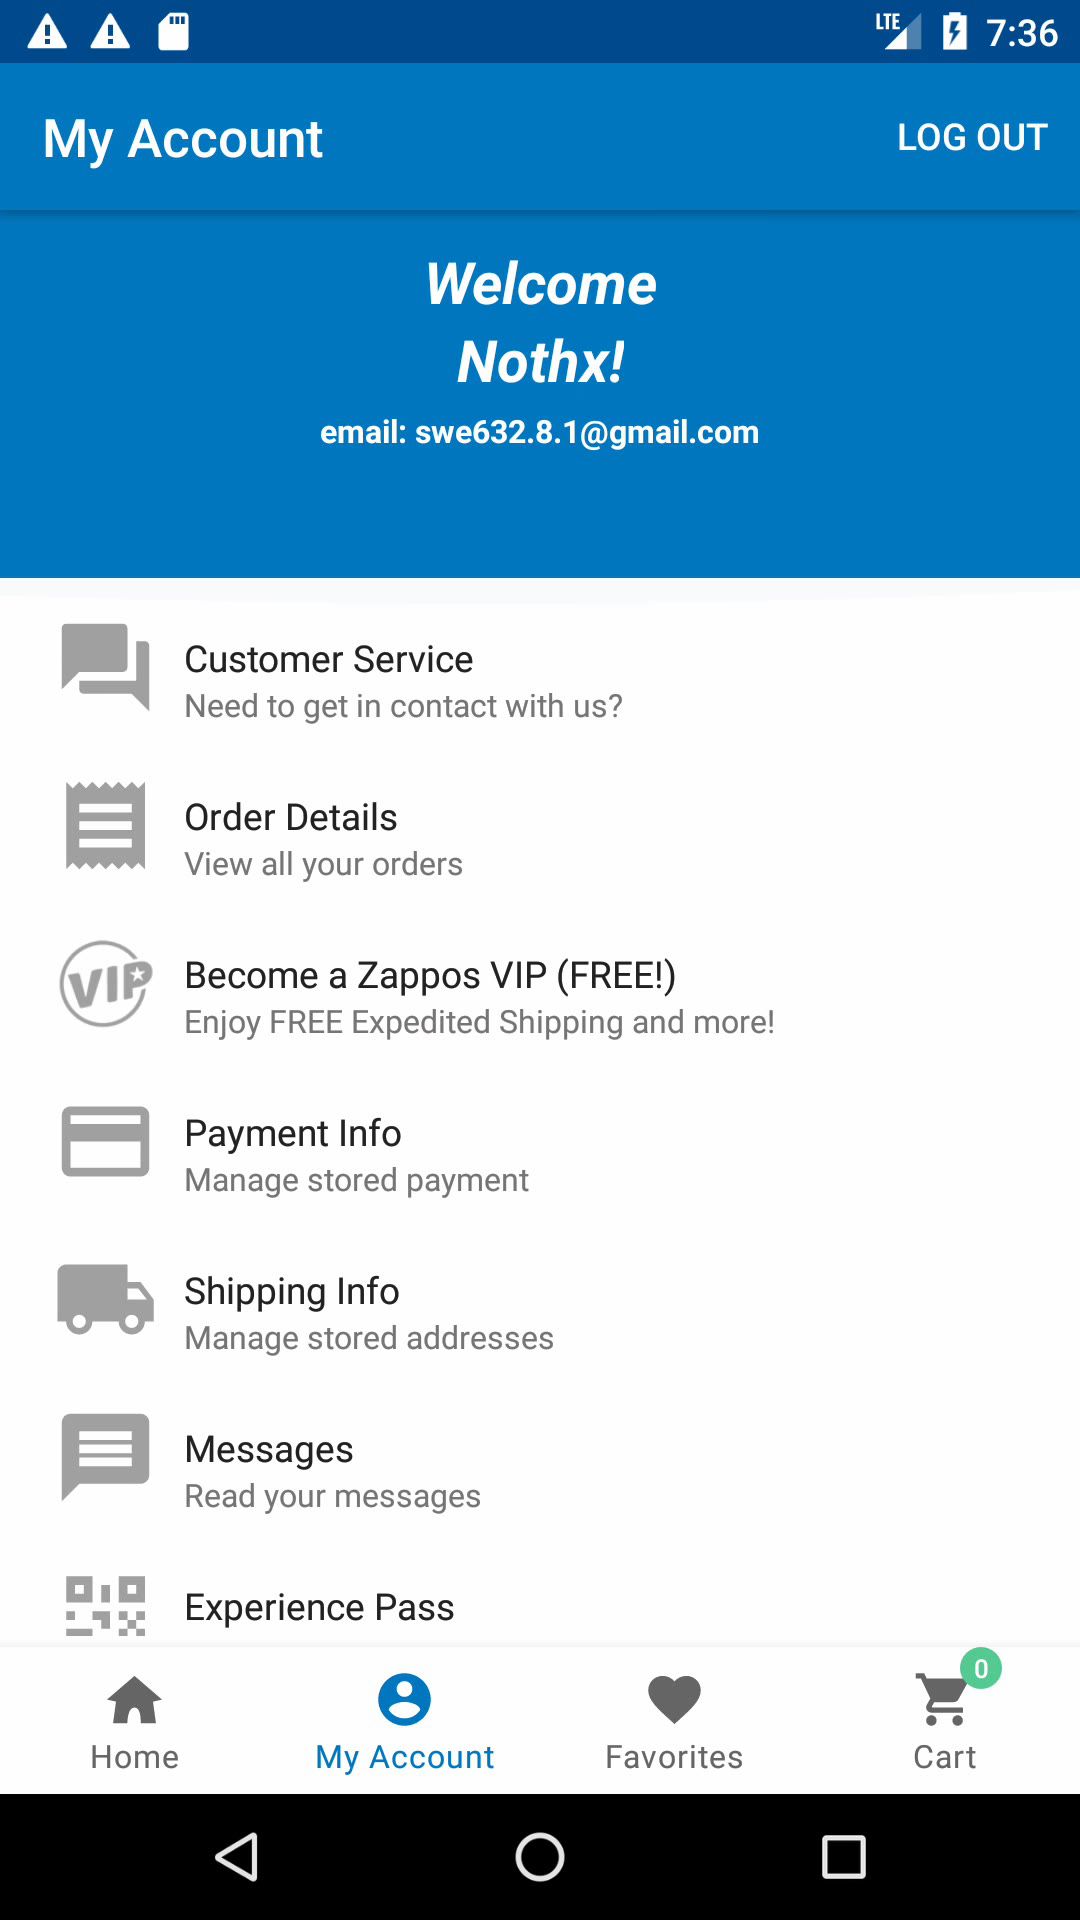 LTE 7:36
My Account LOG OUT
Welcome
Nothx!
email: swe632.8.1@gmail.com
Customer Service
Need to get in contact with us?
Order Details
View all your orders
VIP
Become a Zappos VIP (FREE!)
Enjoy FREE Expedited Shipping and more!
Payment Info
Manage stored payment
Shipping Info
Manage stored addresses
Messages
Read your messages
Experience Pass
0
Home My Account Favorites Cart